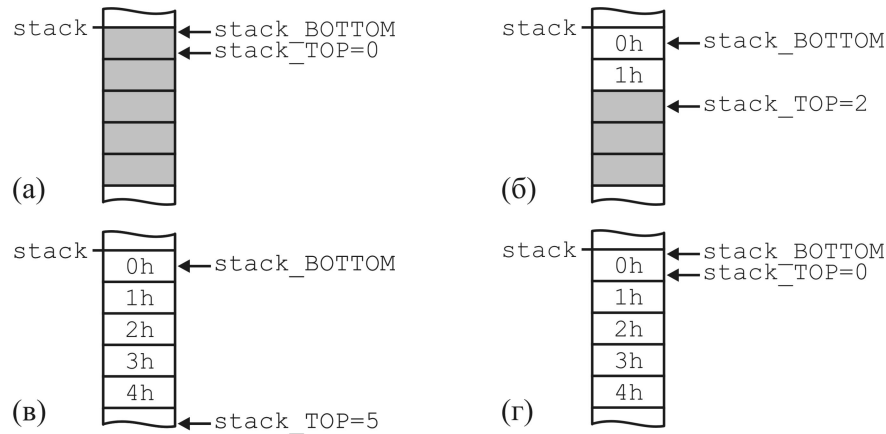 stack
stack_BOTTOM
stack_TOP=0
(а)
stack
0h
stack_BOTTOM
1h
stack_TOP=2
(б)
stack
0h
stack_BOTTOM
1h
2h
3h
4h
(в)
stack_TOP=5
stack
stack_BOTTOM
0h
stack_TOP=0
1h
2h
3h
4h
(г)